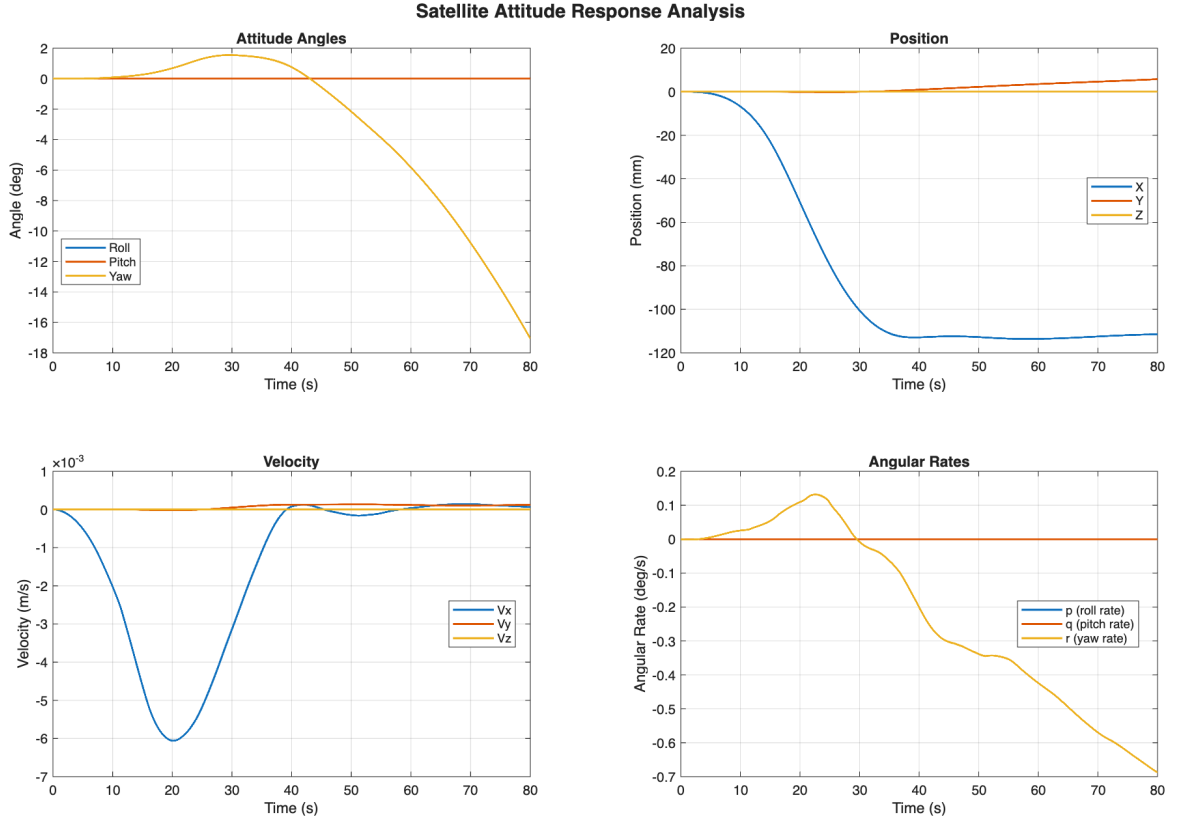 Satellite Attitude Response Analysis
Attitude Angles
2
0
-2
-4
-6
-8
-10
-12
-14
-16
-18
Angle (deg)
Roll
Pitch
Yaw
0 10 20 30 40 50 60 70 80
Time (s)
Position
20
0
-20
-40
-60
-80
-100
-120
Position (mm)
X
Y
Z
0 10 20 30 40 50 60 70 80
Time (s)
Velocity
×10-3
1
0
-1
-2
-3
-4
-5
-6
-7
Velocity (m/s)
Vx
Vy
Vz
0 10 20 30 40 50 60 70 80
Time (s)
Angular Rates
0.2
0.1
0
-0.1
-0.2
-0.3
-0.4
-0.5
-0.6
-0.7
Angular Rate (deg/s)
p (roll rate)
q (pitch rate)
r (yaw rate)
0 10 20 30 40 50 60 70 80
Time (s)